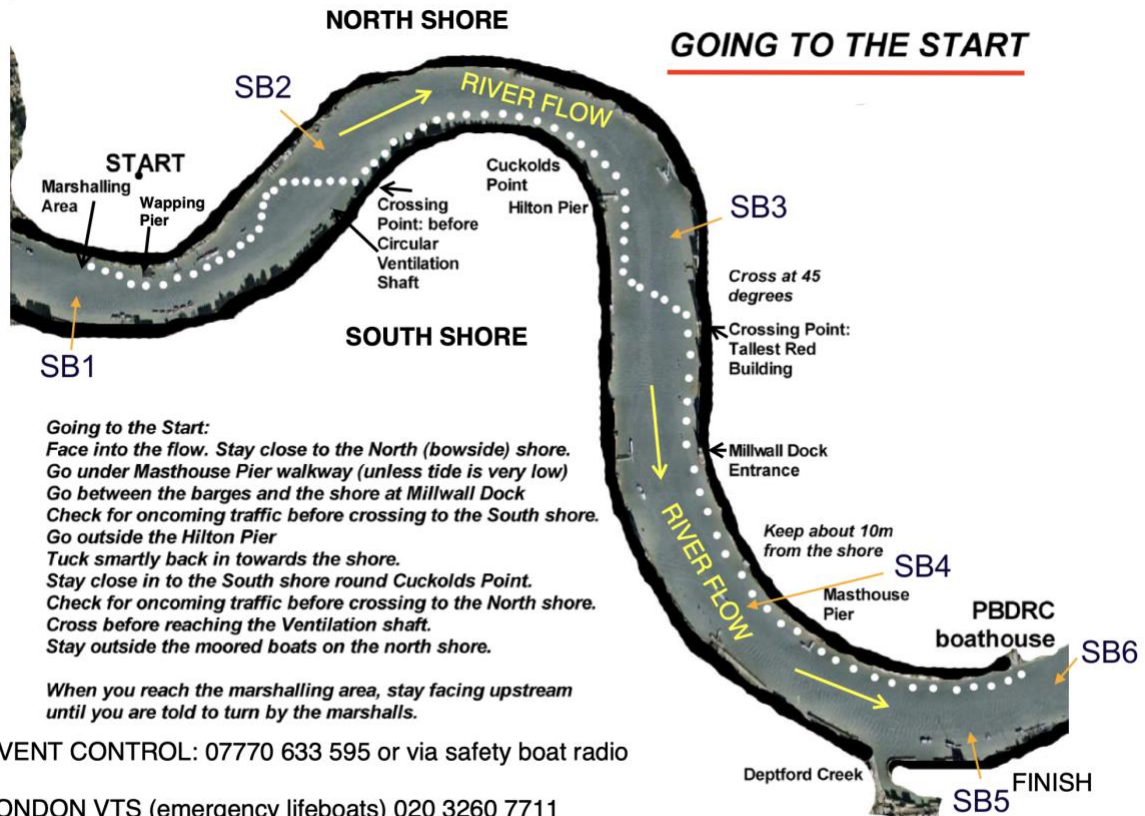 NORTH SHORE
GOING TO THE START
SB2
RIVER FLOW
START
Marshalling
Area
Wapping
Pier
Cuckolds
Point
Hilton Pier
Crossing
Point: before
Circular
Ventilation
Shaft
SB3
Cross at 45
degrees
SOUTH SHORE
Crossing Point:
Tallest Red
Building
SB1
Going to the Start:
Face into the flow. Stay close to the North (bowside) shore.
Go under Masthouse Pier walkway (unless tide is very low)
Go between the barges and the shore at Millwall Dock
Check for oncoming traffic before crossing to the South shore.
Go outside the Hilton Pier
Tuck smartly back in towards the shore.
Stay close in to the South shore round Cuckolds Point.
Check for oncoming traffic before crossing to the North shore.
Cross before reaching the Ventilation shaft.
Stay outside the moored boats on the north shore.
When you reach the marshalling area, stay facing upstream
until you are told to turn by the marshalls.
Millwall Dock
Entrance
RIVER FLOW
Keep about 10m
from the shore
SB4
Masthouse
Pier
PBDRC
boathouse
SB6
VENT CONTROL: 07770 633 595 or via safety boat radio
Deptford Creek
SB5
FINISH
ONDON VTS (emergency lifeboats) 020 3260 7711